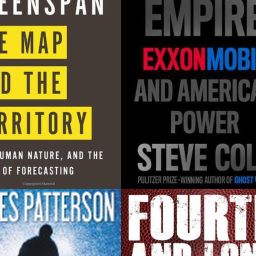 EENSPAN
E MAP
D THE
RRITORY
UMAN NATURE, AND THE
OF FORECASTING
EMPIRE
EXXONMOBI
AND AMERICA
POWER
STEVE COL
PULITZER PRIZE-WINNING AUTHOR OF GHOST W
ES PATTERSON
FOURTH
AND LON